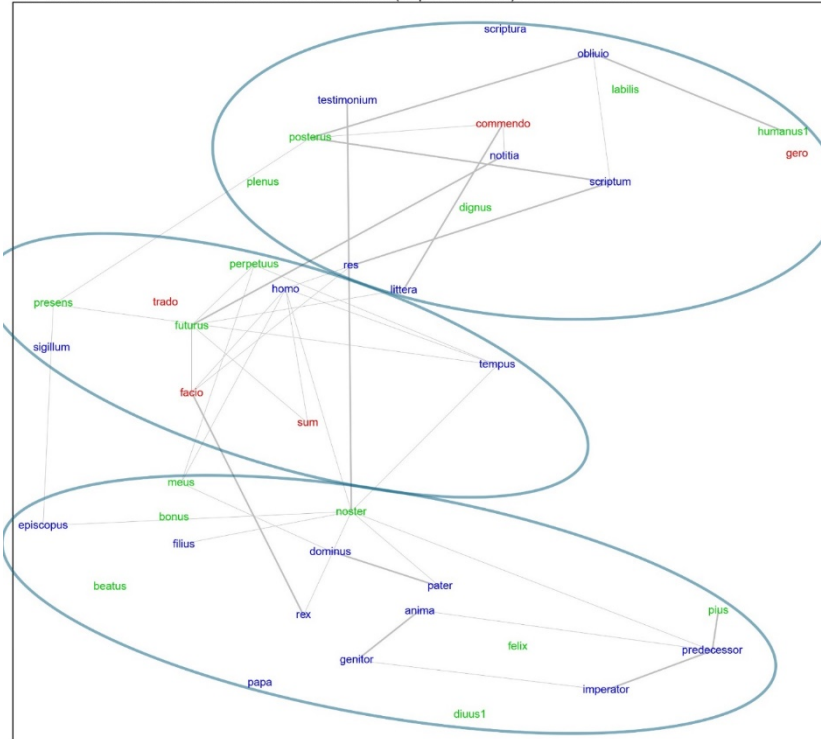 scriptura
obliuio
labilis
testimonium
commendo
posterus
humanus1
notitia
gero
plenus
scriptum
dignus
perpetuus
res
homo
littera
presens
trado
futurus
sigillum
tempus
facio
sum
meus
noster
bonus
episcopus
filius
dominus
beatus
pater
anima
rex
pius
felix
predecessor
genitor
papa
imperator
diuus1